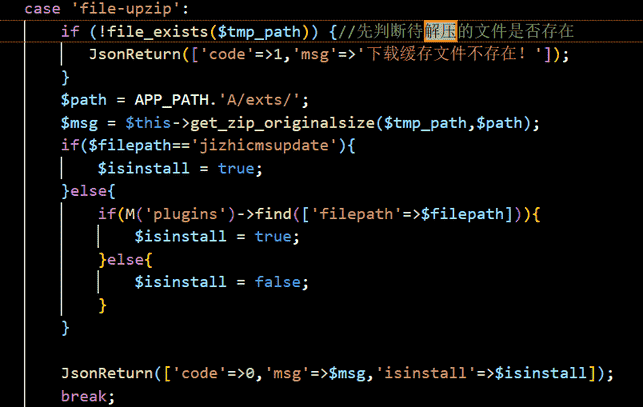 case 'file-upzip':
if (!file_exists($tmp_path)) {//先判断待解压的文件是否存在
JsonReturn(['code'=>1,'msg'=>'下载缓存文件不存在！']);
}
$path = APP_PATH.'A/exts/';
$msg = $this->get_zip_originalsize($tmp_path,$path);
if($filepath=='jizhicmsupdate'){
$isinstall = true;
}else{
if(M('plugins')->find(['filepath'=>$filepath])){
$isinstall = true;
}else{
$isinstall = false;
}
}
JsonReturn(['code'=>0,'msg'=>$msg,'isinstall'=>$isinstall]);
break;